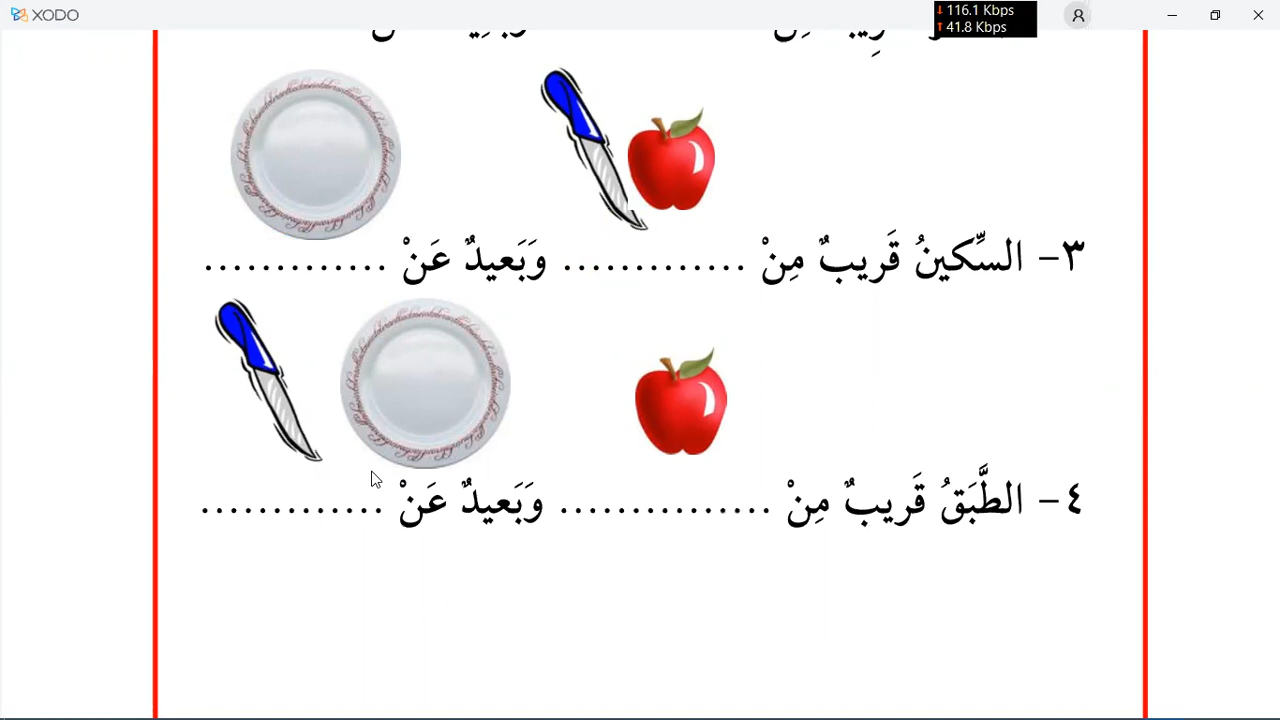 XODO
↓ 116.1 Kbps
↑ 41.8 Kbps
٣- السِّكينُ قَريبٌ مِنْ ............. وَبَعيدٌ عَنْ .............
٤- الطَّبَقُ قَريبٌ مِنْ ............... وَبَعيدٌ عَنْ .............